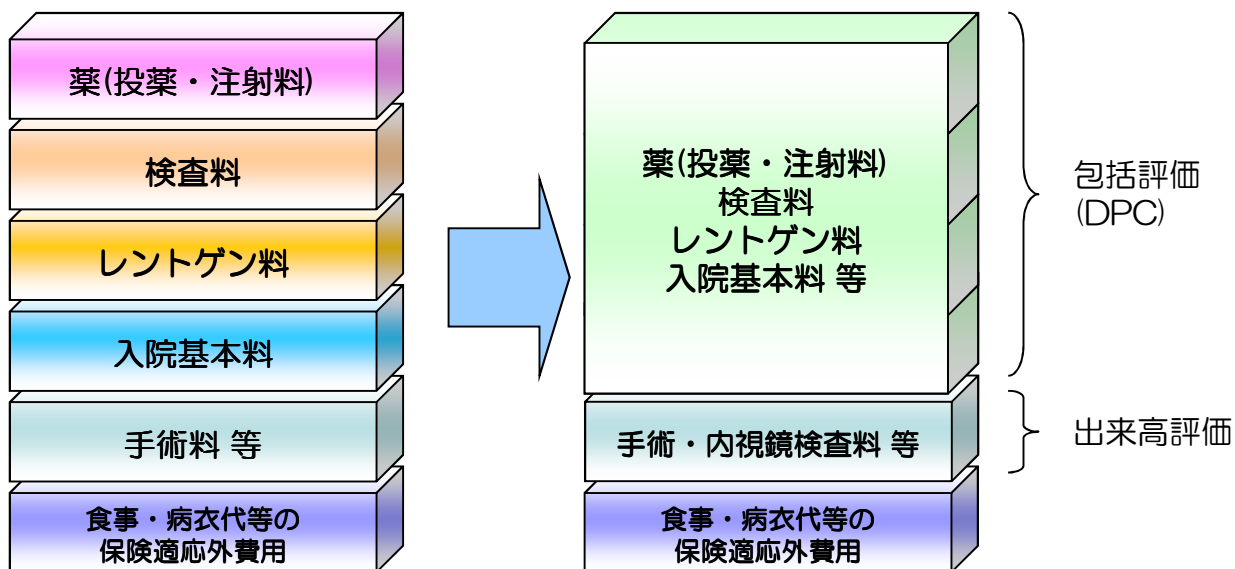 薬(投薬・注射料)
検査料
レントゲン料
入院基本料
手術料 等
食事・病衣代等の
保険適応外費用
薬(投薬・注射料)
検査料
レントゲン料
入院基本料 等
手術・内視鏡検査料 等
食事・病衣代等の
保険適応外費用
包括評価
(DPC)
出来高評価